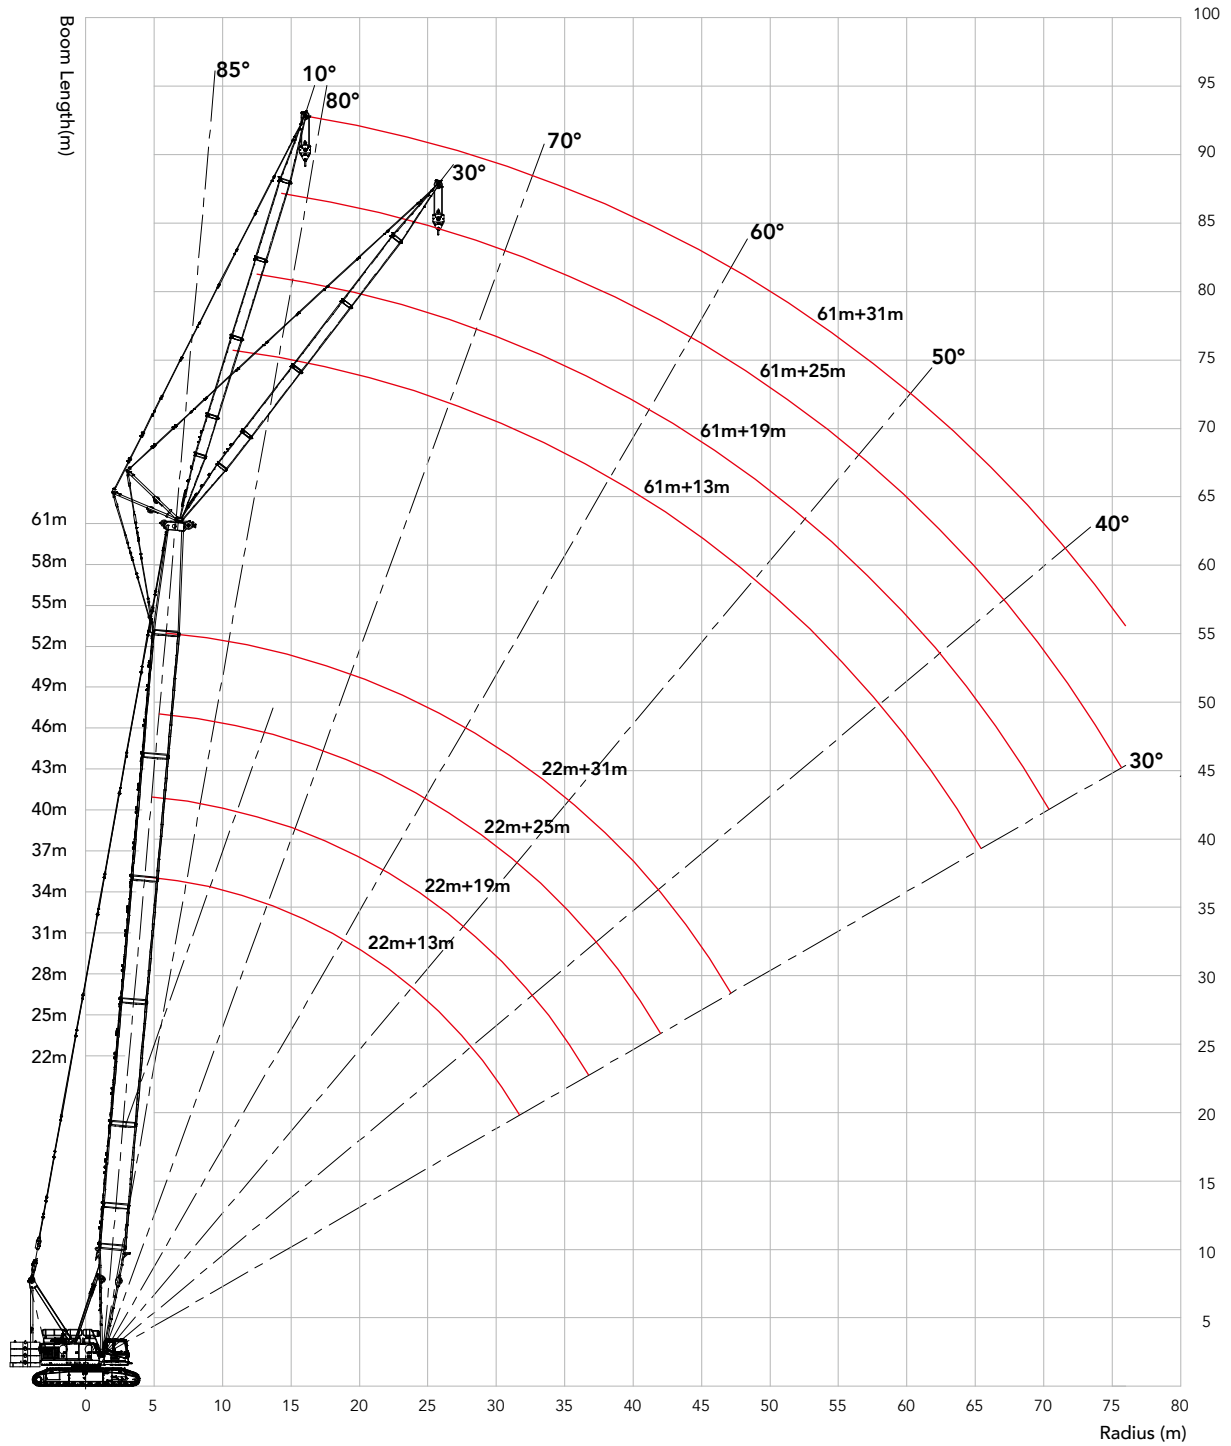 Boom Length(m)
100
95
90
85
80
75
70
65
60
55
50
45
40
35
30
25
20
15
10
5
85°
10°
80°
70°
30°
60°
50°
40°
30°
61m+31m
61m+25m
61m+19m
61m+13m
22m+31m
22m+25m
22m+19m
22m+13m
61m
58m
55m
52m
49m
46m
43m
40m
37m
34m
31m
28m
25m
22m
0 5 10 15 20 25 30 35 40 45 50 55 60 65 70 75 80
Radius (m)